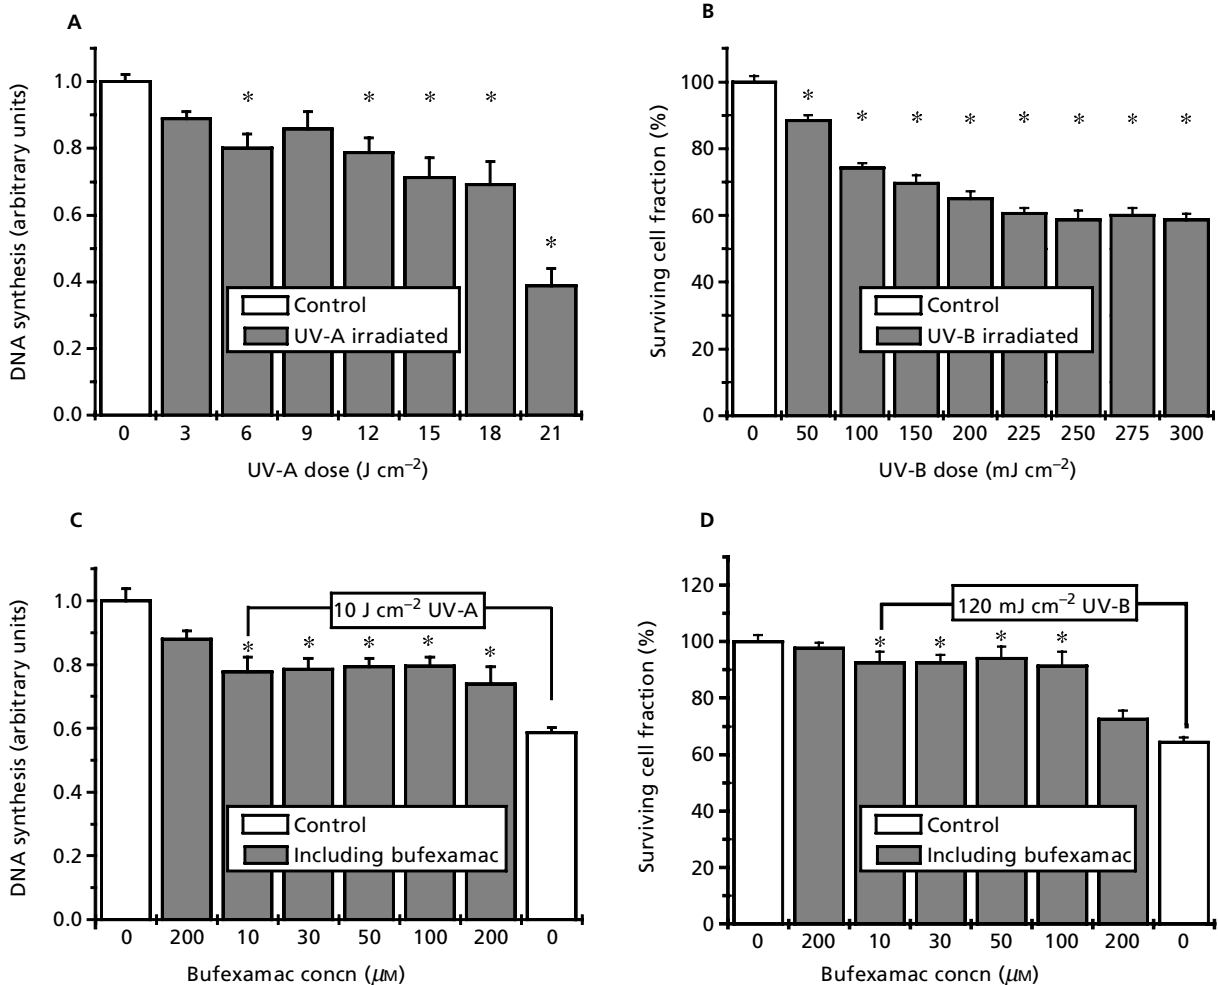 A
DNA synthesis (arbitrary units)
1.0
0.8
0.6
0.4
0.2
0.0
* * * * *
Control
UV-A irradiated
0 3 6 9 12 15 18 21
UV-A dose (J cm⁻²)
B
Surviving cell fraction (%)
100
80
60
40
20
0
* * * * * * * *
Control
UV-B irradiated
0 50 100 150 200 225 250 275 300
UV-B dose (mJ cm⁻²)
C
DNA synthesis (arbitrary units)
1.0
0.8
0.6
0.4
0.2
0.0
10 J cm⁻² UV-A
* * * * *
Control
Including bufexamac
0 200 10 30 50 100 200 0
Bufexamac concn (μM)
D
Surviving cell fraction (%)
120
100
80
60
40
20
0
120 mJ cm⁻² UV-B
* * * *
Control
Including bufexamac
0 200 10 30 50 100 200 0
Bufexamac concn (μM)